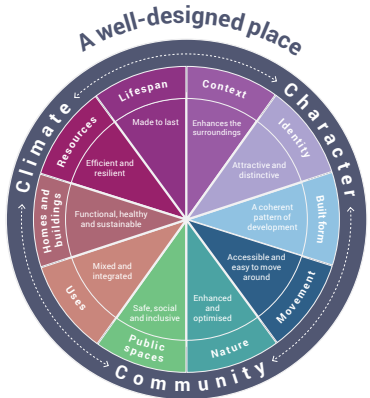 A well-designed place
Climate
Character
Community
Context
Enhances the
surroundings
Identity
Attractive and
distinctive
Built form
A coherent
pattern of
development
Movement
Accessible and
easy to move
around
Nature
Enhanced
and
optimised
Public
spaces
Safe, social
and inclusive
Uses
Mixed and
integrated
Homes and
buildings
Functional, healthy
and sustainable
Resources
Efficient and
resilient
Lifespan
Made to last